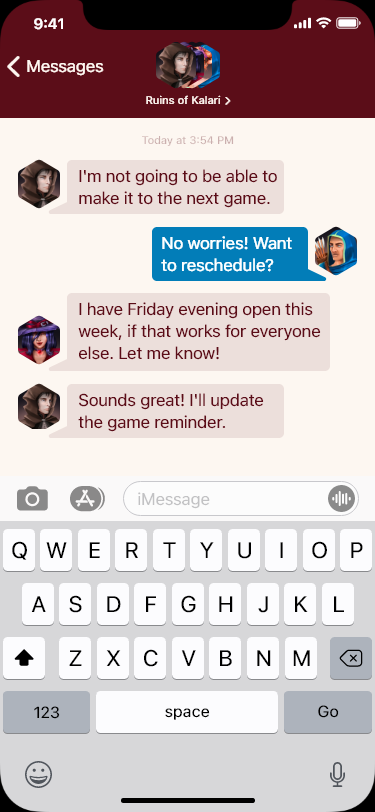 9:41
Messages
Ruins of Kalari
Today at 3:54 PM
I'm not going to be able to
make it to the next game.
No worries! Want
to reschedule?
I have Friday evening open this
week, if that works for everyone
else. Let me know!
Sounds great! I'll update
the game reminder.
iMessage
Q W E R T Y U I O P
A S D F G H J K L
Z X C V B N M
123 space Go